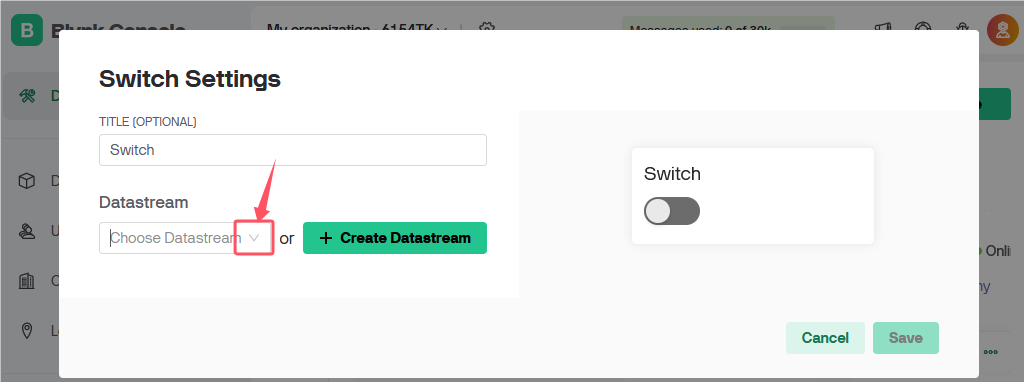 B Blynk Console
My organization - 6154TK
Messages used: 0 of 30k
Switch Settings
TITLE (OPTIONAL)
Switch
Datastream
Choose Datastream or + Create Datastream
Switch
Onli
Cancel Save